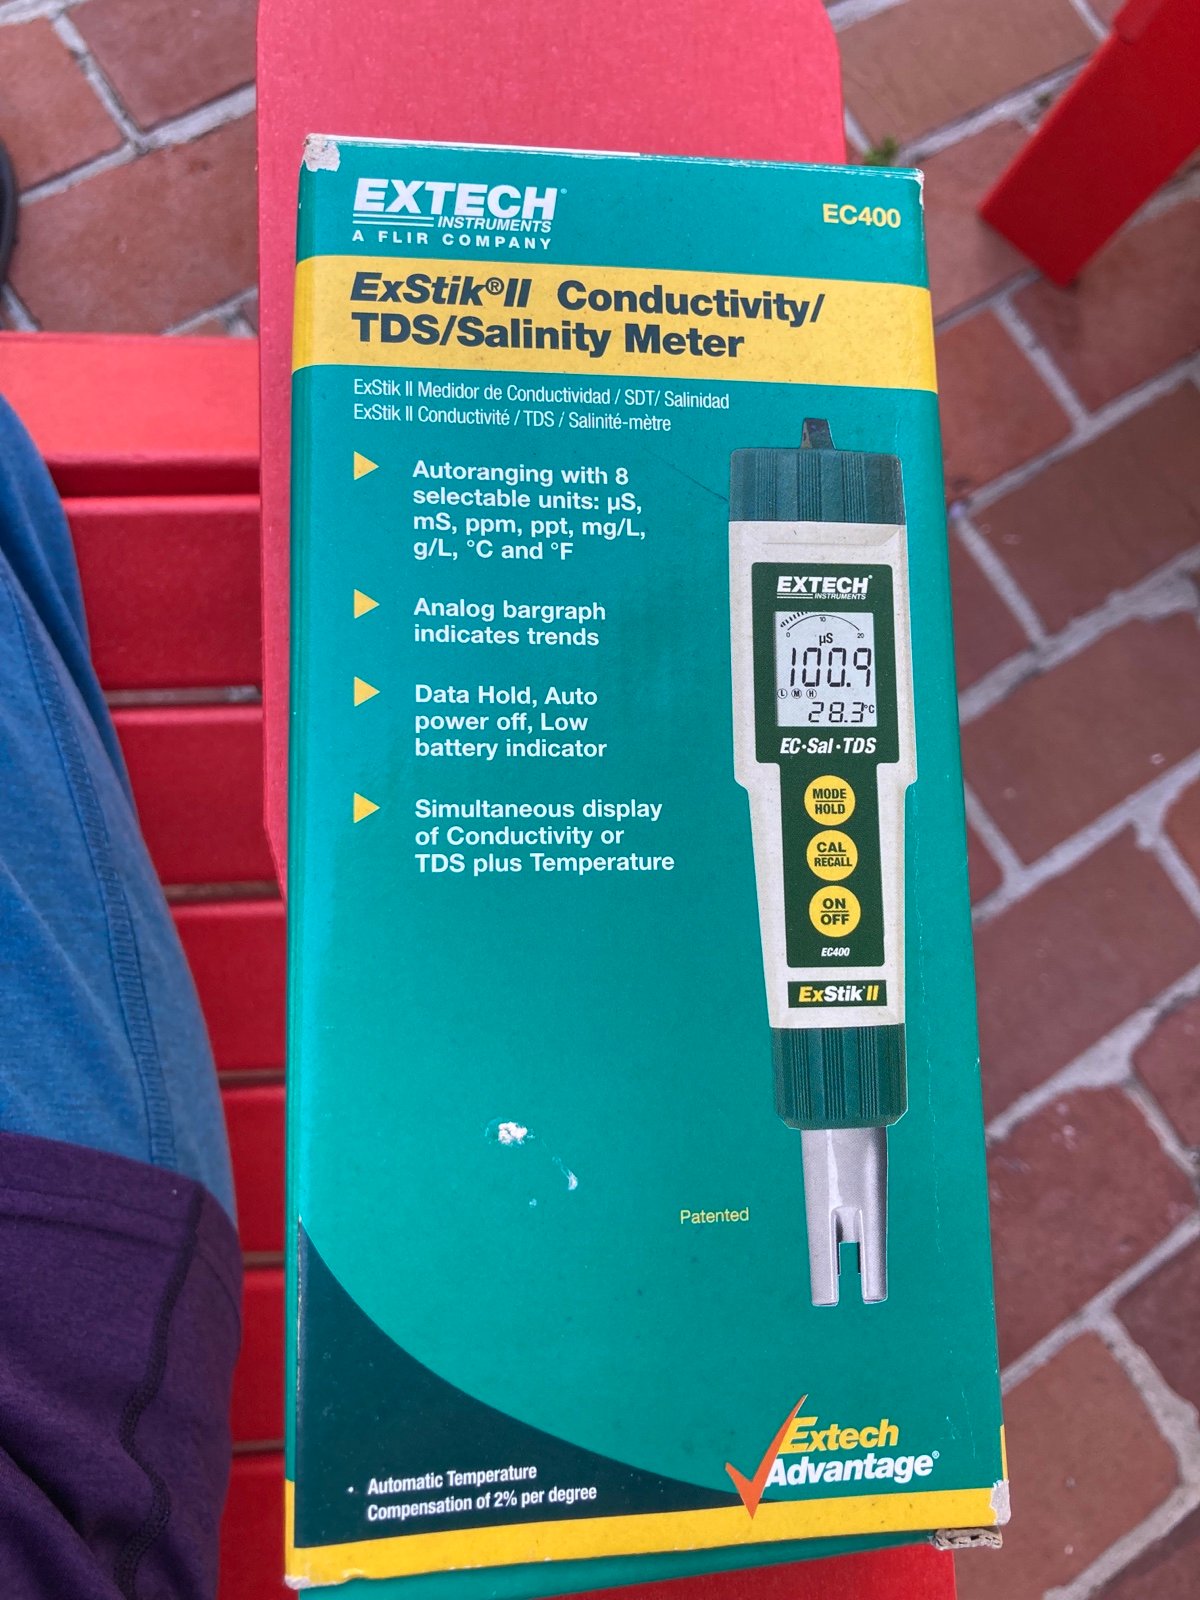 EXTECH®
INSTRUMENTS
A FLIR COMPANY
EC400
ExStik®II Conductivity/
TDS/Salinity Meter
ExStik II Medidor de Conductividad / SDT/ Salinidad
ExStik II Conductivité / TDS / Salinité-mètre
Autoranging with 8
selectable units: µS,
mS, ppm, ppt, mg/L,
g/L, °C and °F
Analog bargraph
indicates trends
Data Hold, Auto
power off, Low
battery indicator
Simultaneous display
of Conductivity or
TDS plus Temperature
EXTECH®
INSTRUMENTS
0 10 20
µS
100.9
L M H
28.3°C
EC•Sal•TDS
MODE
HOLD
CAL
RECALL
ON
OFF
EC400
ExStik®II
Patented
• Automatic Temperature
Compensation of 2% per degree
Extech
Advantage®